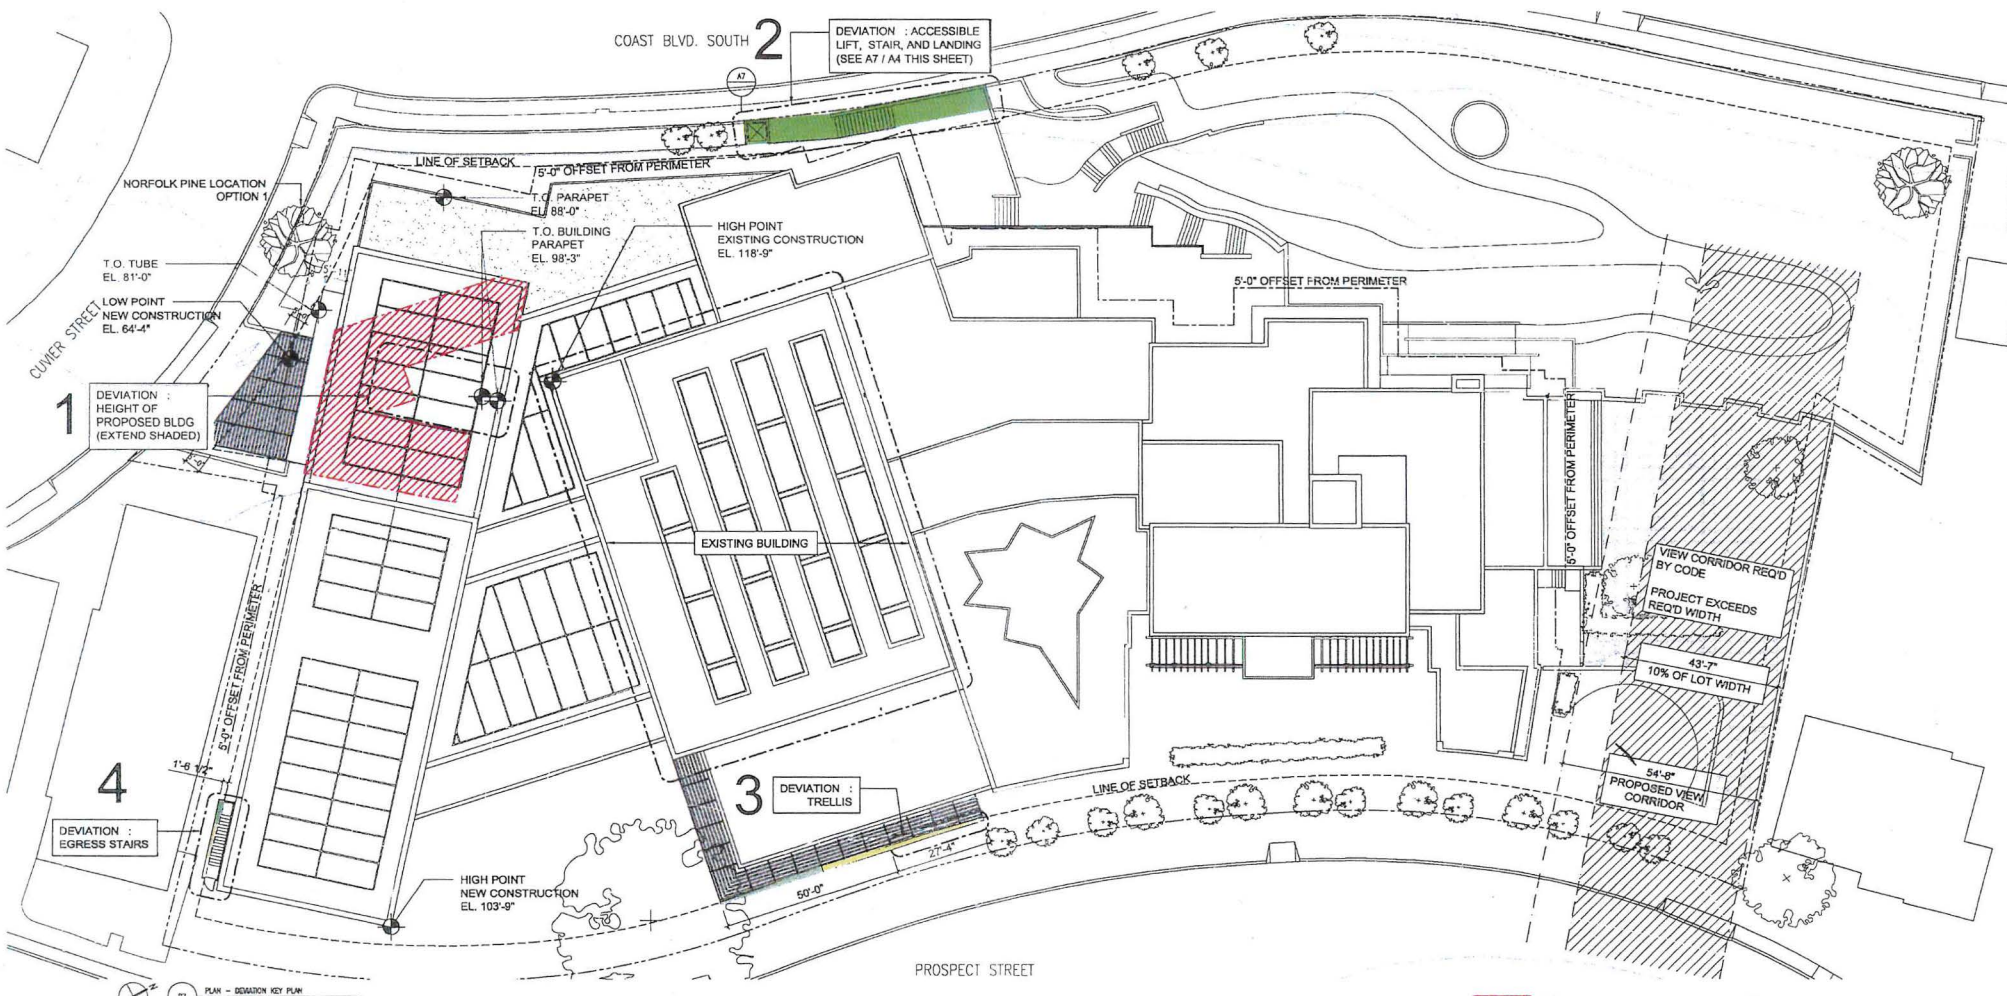 COAST BLVD. SOUTH
2
DEVIATION : ACCESSIBLE
LIFT, STAIR, AND LANDING
(SEE A7 / A4 THIS SHEET)
A7
LINE OF SETBACK
5'-0" OFFSET FROM PERIMETER
NORFOLK PINE LOCATION
OPTION 1
T.O. PARAPET
EL. 88'-0"
T.O. BUILDING
PARAPET
EL. 98'-3"
HIGH POINT
EXISTING CONSTRUCTION
EL. 118'-9"
T.O. TUBE
EL. 81'-0"
LOW POINT
NEW CONSTRUCTION
EL. 64'-4"
CUVIER STREET
5'-0" OFFSET FROM PERIMETER
1
DEVIATION :
HEIGHT OF
PROPOSED BLDG
(EXTEND SHADED)
5'-0" OFFSET FROM PERIMETER
EXISTING BUILDING
VIEW CORRIDOR REQ'D
BY CODE
PROJECT EXCEEDS
REQ'D WIDTH
43'-7"
10% OF LOT WIDTH
5'-0" OFFSET FROM PERIMETER
54'-8"
PROPOSED VIEW
CORRIDOR
4
1'-6 1/2"
3
DEVIATION :
TRELLIS
LINE OF SETBACK
DEVIATION :
EGRESS STAIRS
27'-4"
50'-0"
HIGH POINT
NEW CONSTRUCTION
EL. 103'-9"
PROSPECT STREET
PLAN - DEVIATION KEY PLAN